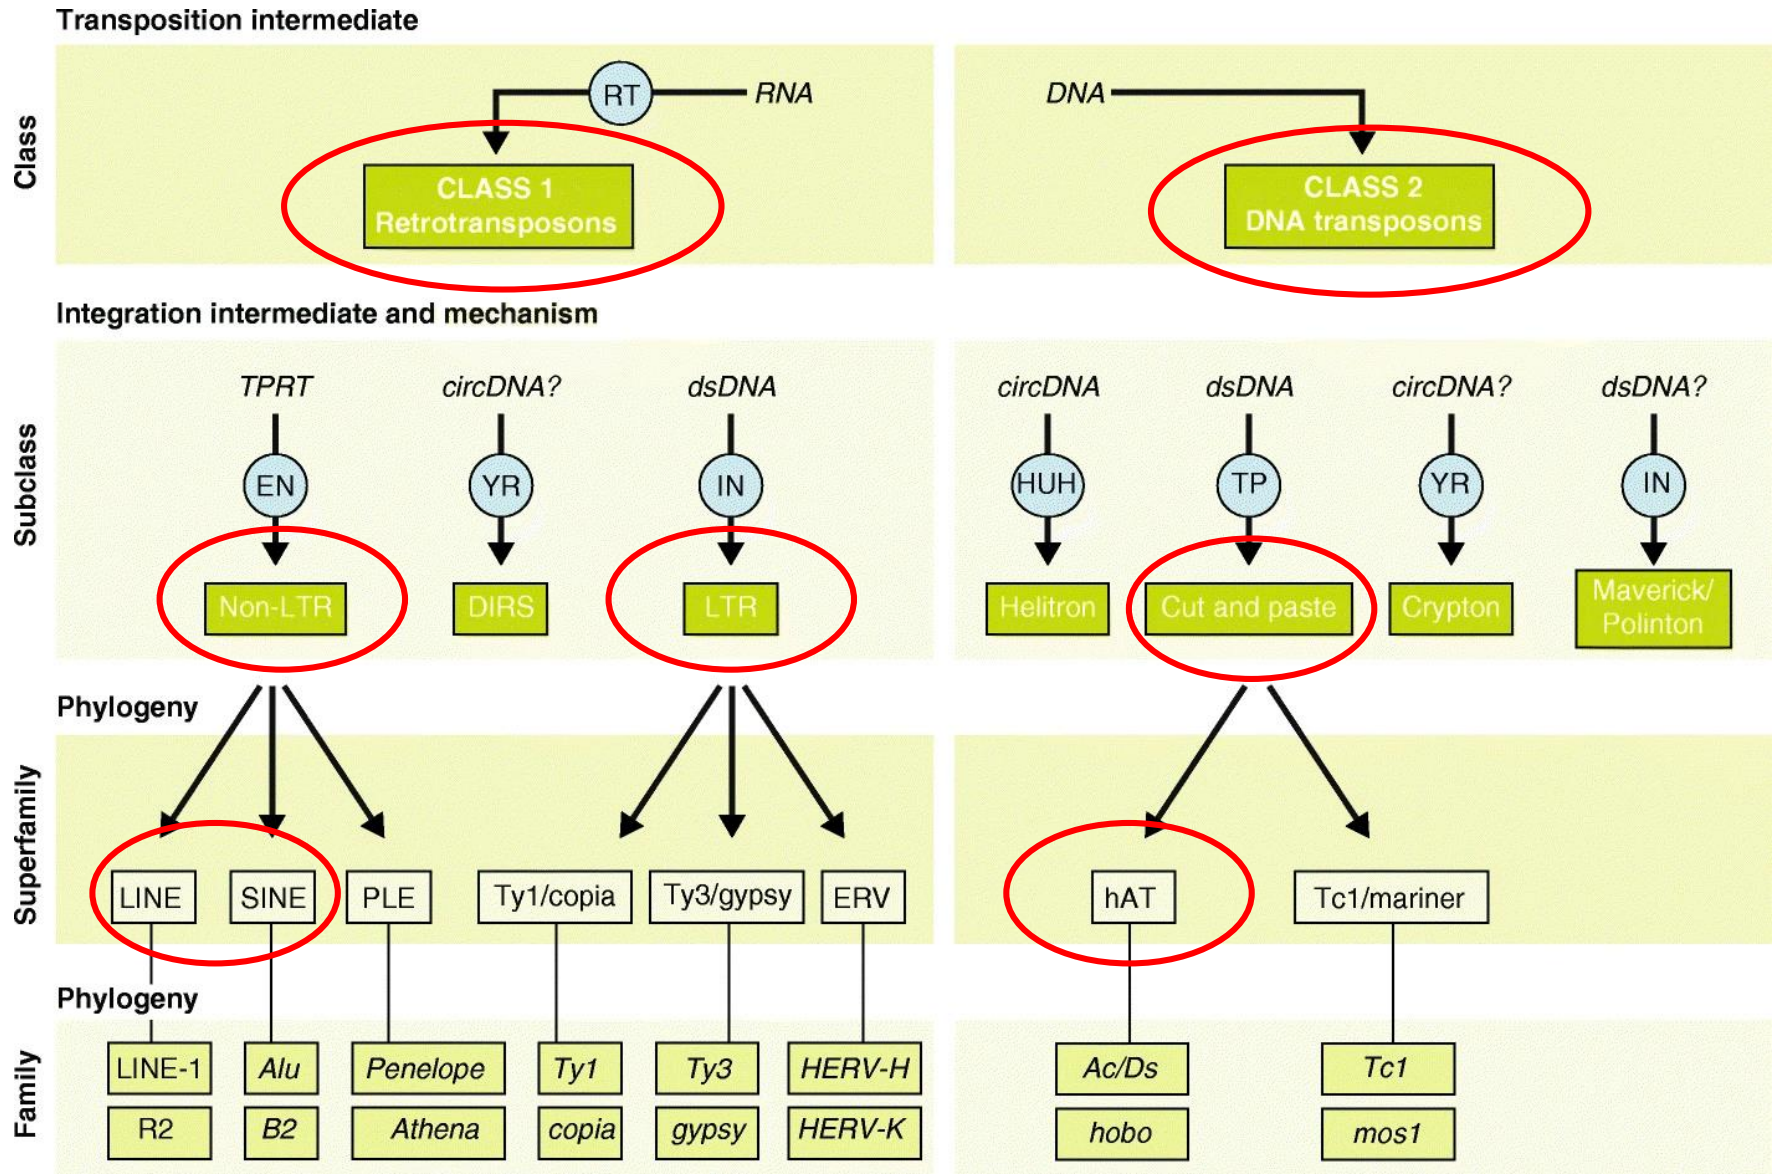 Transposition intermediate
Class
RT
RNA
DNA
CLASS 1
Retrotransposons
CLASS 2
DNA transposons
Integration intermediate and mechanism
Subclass
TPRT
circDNA?
dsDNA
circDNA
dsDNA
circDNA?
dsDNA?
EN
YR
IN
HUH
TP
YR
IN
Non-LTR
DIRS
LTR
Helitron
Cut and paste
Crypton
Maverick/
Polinton
Phylogeny
Superfamily
LINE
SINE
PLE
Ty1/copia
Ty3/gypsy
ERV
hAT
Tc1/mariner
Phylogeny
Family
LINE-1
Alu
Penelope
Ty1
Ty3
HERV-H
Ac/Ds
Tc1
R2
B2
Athena
copia
gypsy
HERV-K
hobo
mos1